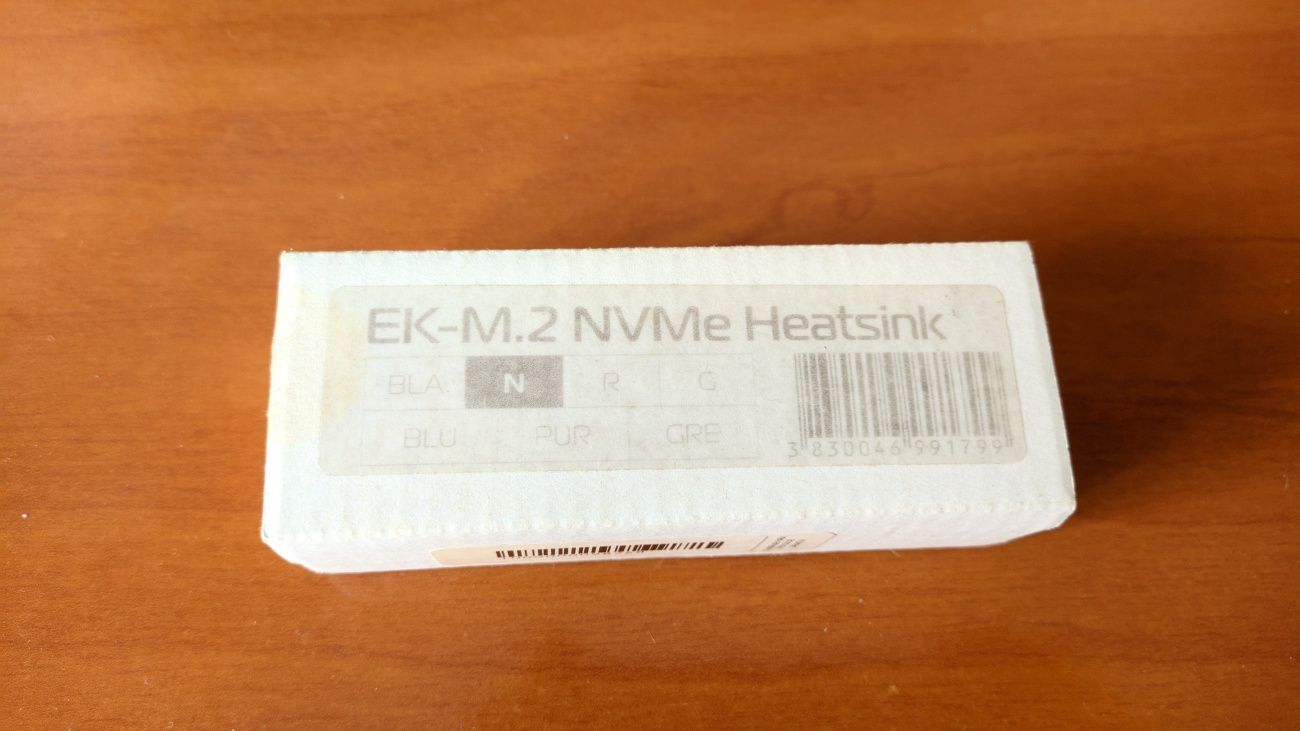 EK-M.2 NVMe Heatsink
BLA. N R G
BLU PUR GRE
3 830046 991799